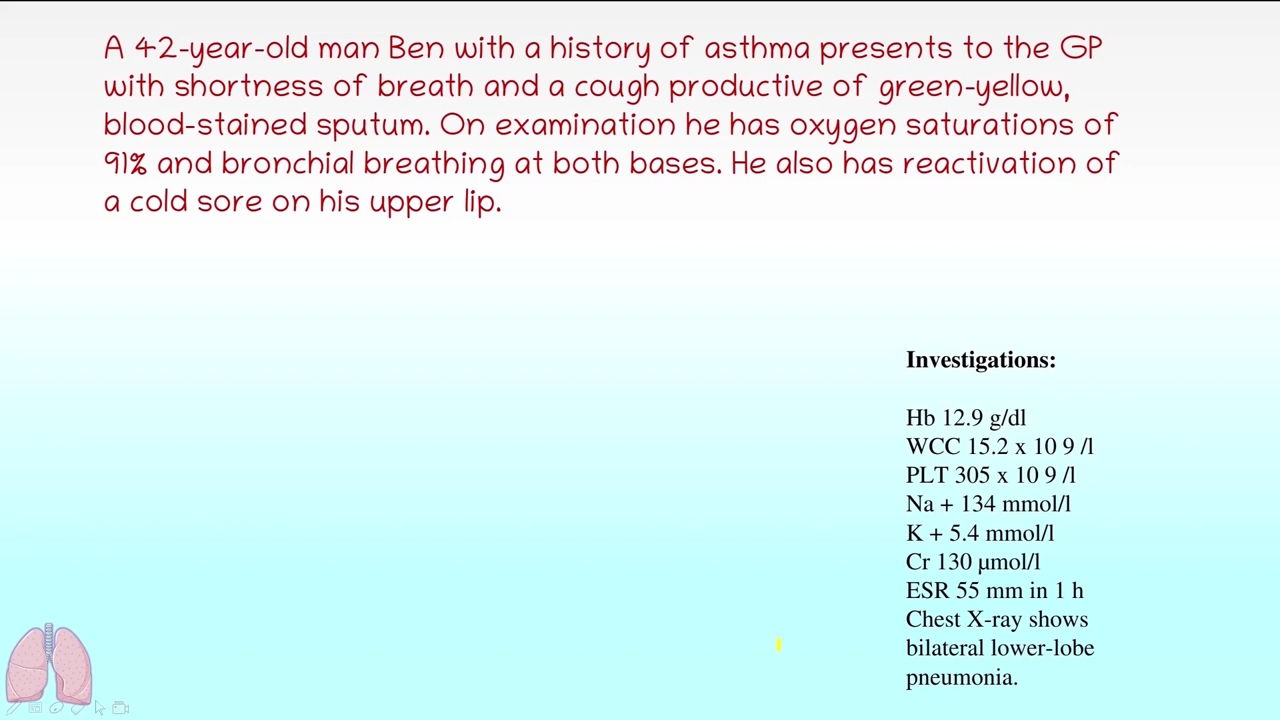 A 42-year-old man Ben with a history of asthma presents to the GP
with shortness of breath and a cough productive of green-yellow,
blood-stained sputum. On examination he has oxygen saturations of
91% and bronchial breathing at both bases. He also has reactivation of
a cold sore on his upper lip.
Investigations:
Hb 12.9 g/dl
WCC 15.2 x 10 9 /l
PLT 305 x 10 9 /l
Na + 134 mmol/l
K + 5.4 mmol/l
Cr 130 μmol/l
ESR 55 mm in 1 h
Chest X-ray shows
bilateral lower-lobe
pneumonia.